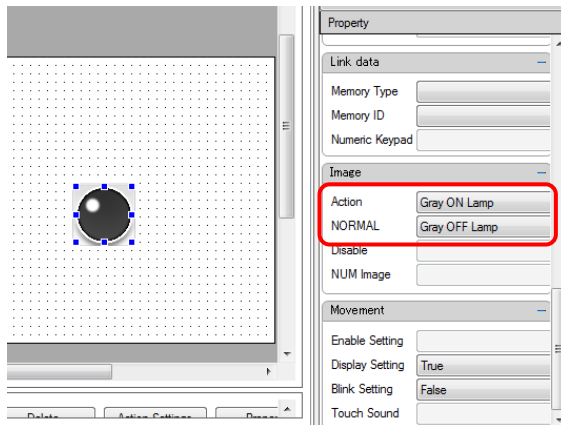 Property
Link data
Memory Type
Memory ID
Numeric Keypad
Image
Action Gray ON Lamp
NORMAL Gray OFF Lamp
Disable
NUM Image
Movement
Enable Setting
Display Setting True
Blink Setting False
Touch Sound
Delete Action Settings